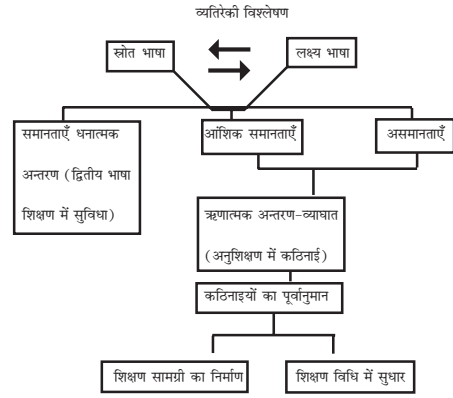 व्यतिरेकी विश्लेषण
स्रोत भाषा
लक्ष्य भाषा
समानताएँ धनात्मक
अन्तरण (द्वितीय भाषा
शिक्षण में सुविधा)
आंशिक समानताएँ
असमानताएँ
ऋणात्मक अन्तरण-व्याघात
(अनुशिक्षण में कठिनाई)
कठिनाइयों का पूर्वानुमान
शिक्षण सामग्री का निर्माण
शिक्षण विधि में सुधार